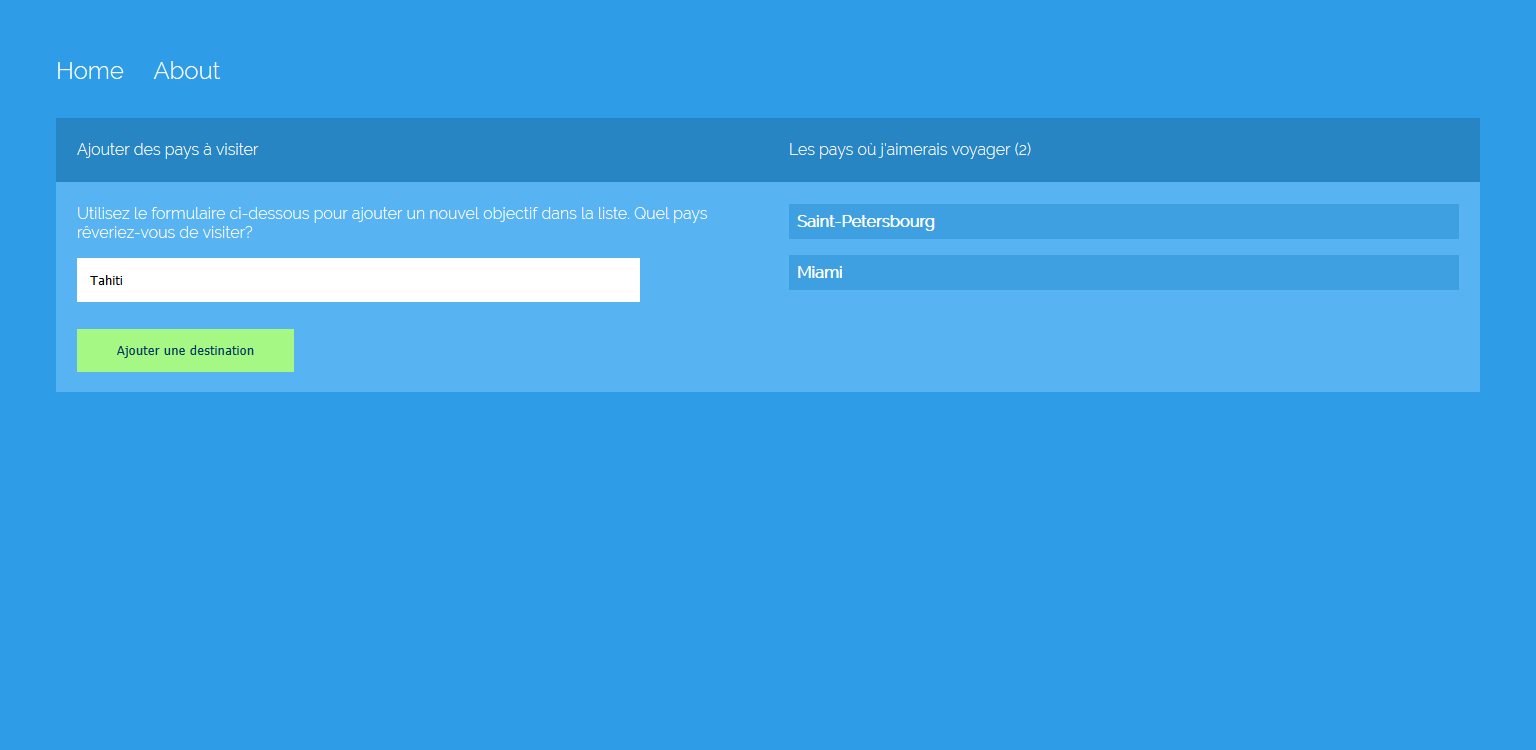 Home About
Ajouter des pays à visiter
Les pays où j'aimerais voyager (2)
Utilisez le formulaire ci-dessous pour ajouter un nouvel objectif dans la liste. Quel pays
rêveriez-vous de visiter?
Tahiti
Ajouter une destination
Saint-Petersbourg
Miami